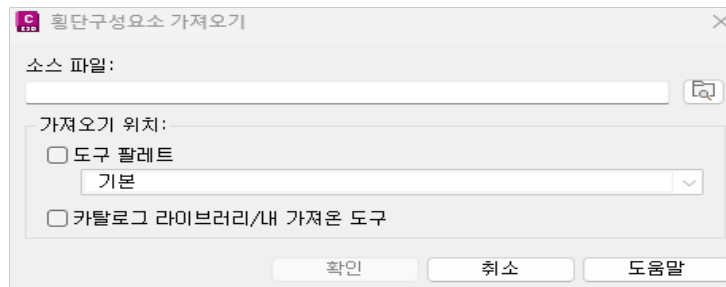 C
C3D
횡단구성요소 가져오기
소스 파일:
가져오기 위치:
도구 팔레트
기본
카탈로그 라이브러리/내 가져온 도구
확인 취소 도움말